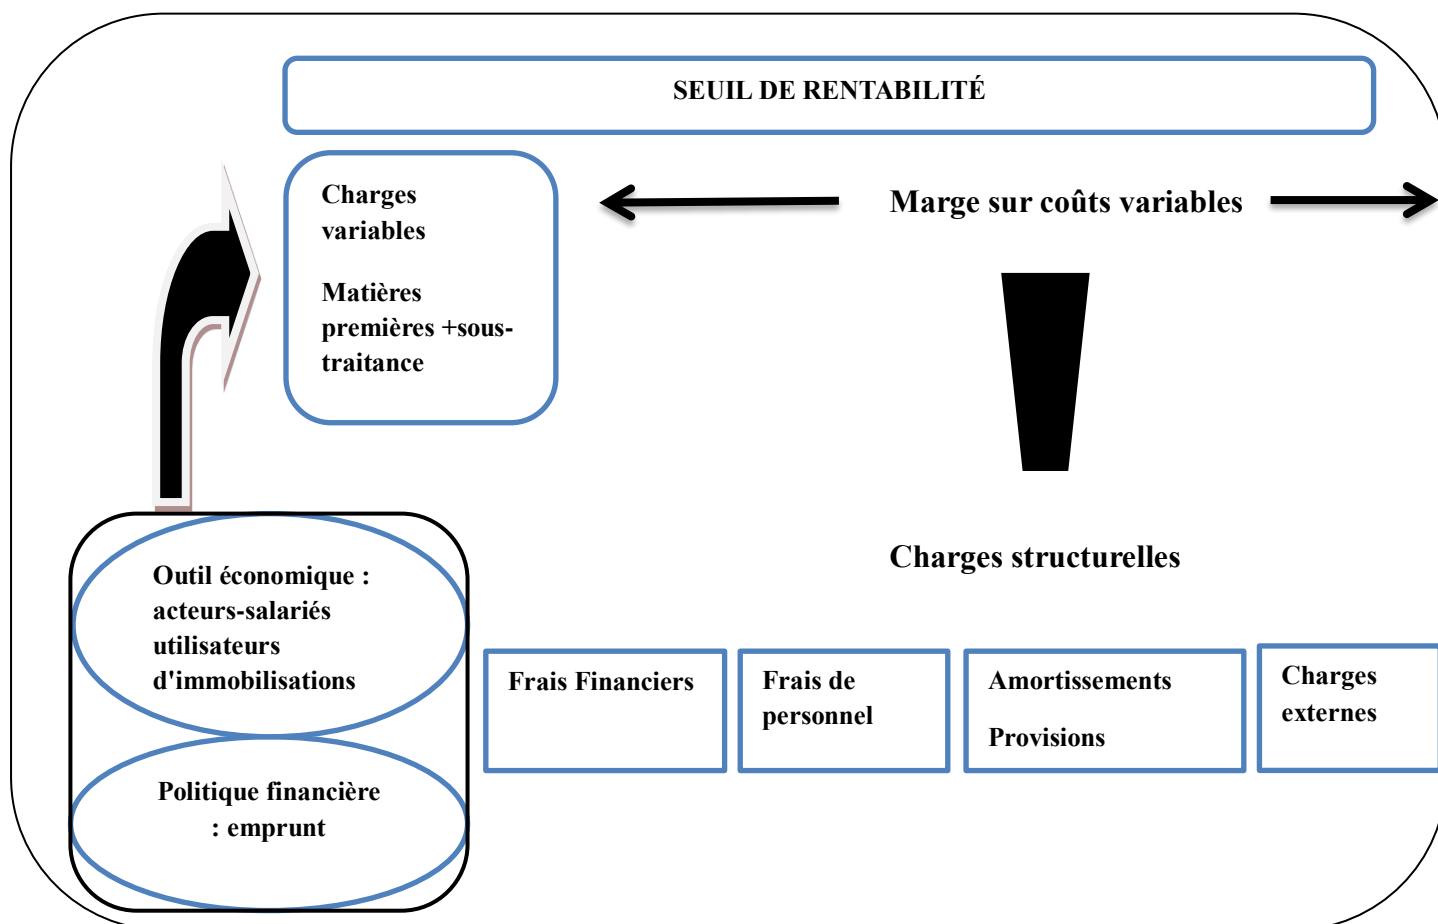 SEUIL DE RENTABILITÉ
Charges
variables
Matières
premières +sous-
traitance
Marge sur coûts variables
Charges structurelles
Outil économique :
acteurs-salariés
utilisateurs
d'immobilisations
Politique financière
: emprunt
Frais Financiers
Frais de
personnel
Amortissements
Provisions
Charges
externes